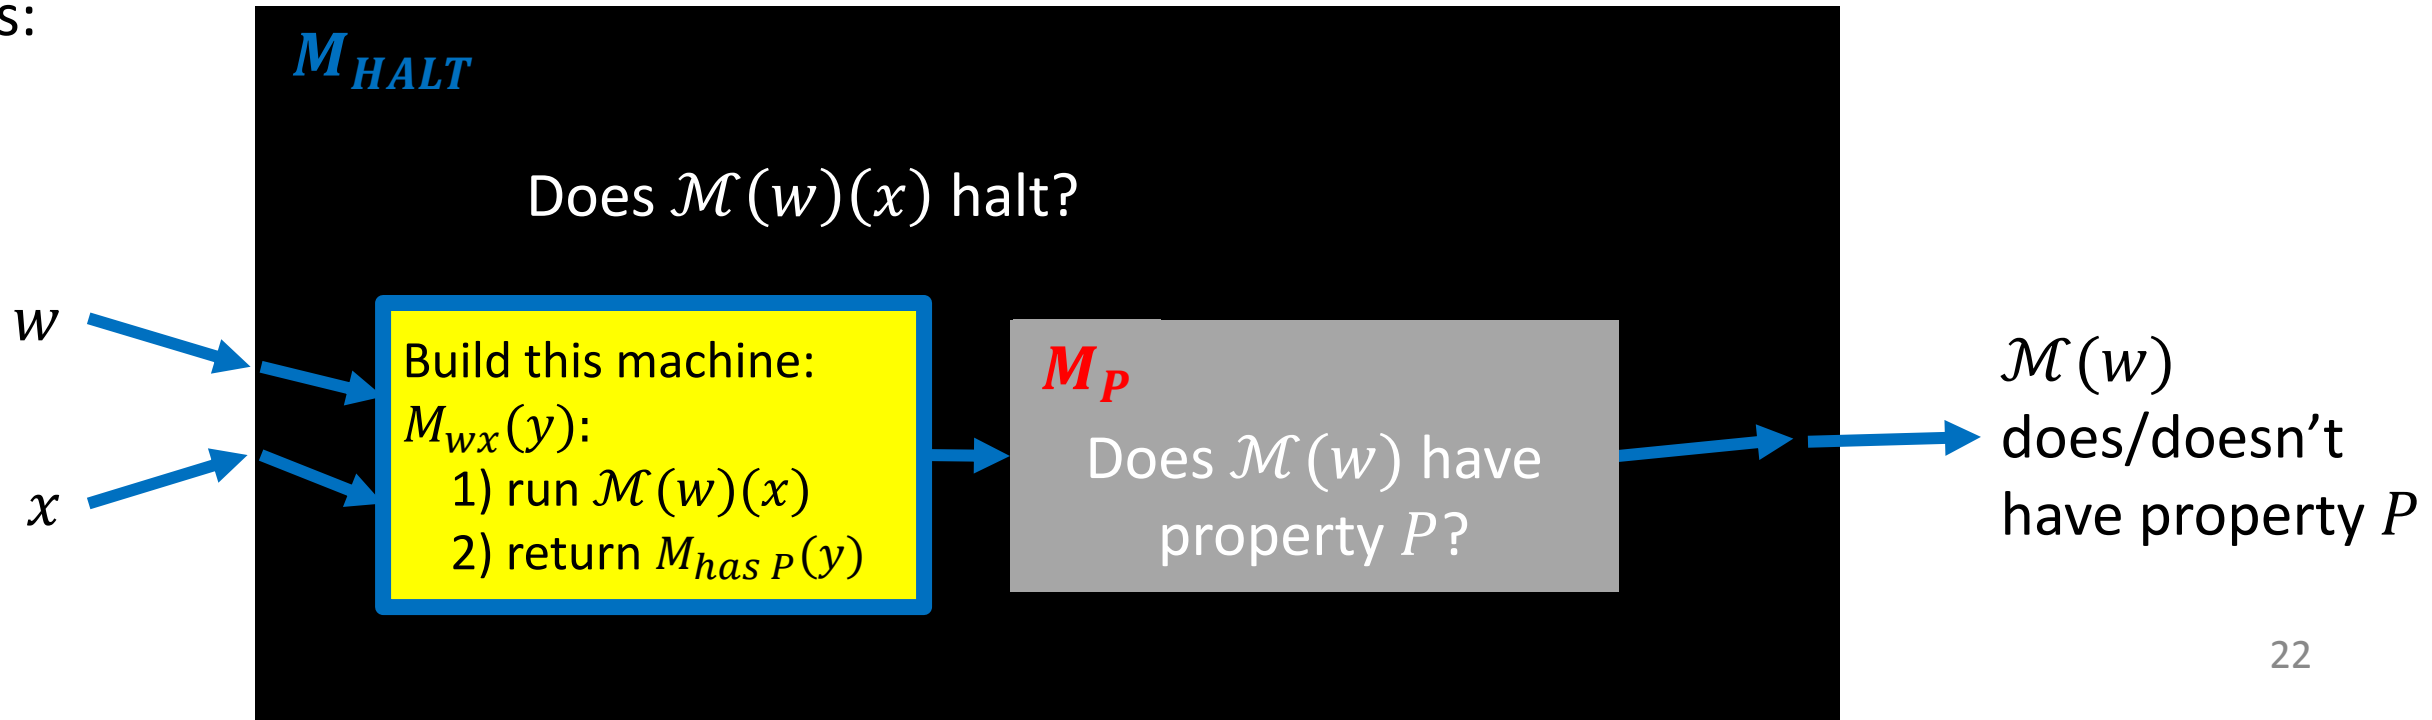 s:
M_HALT
Does ℳ(w)(x) halt?
w
x
Build this machine:
M_wx(y):
1) run ℳ(w)(x)
2) return M_has P(y)
M_P
Does ℳ(w) have
property P?
ℳ(w)
does/doesn’t
have property P
22